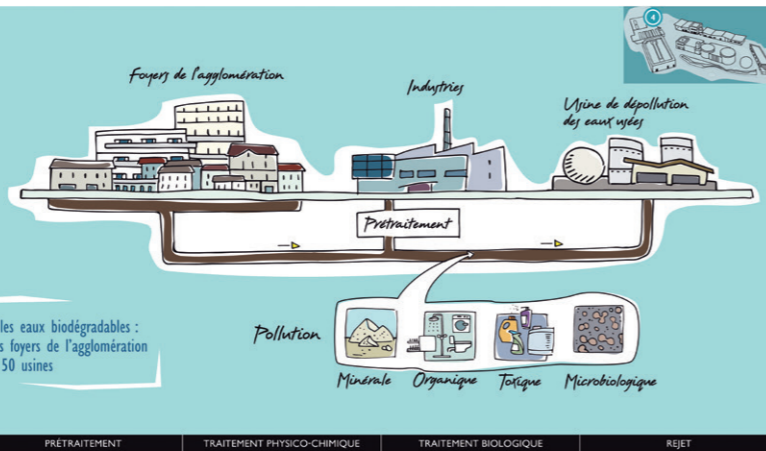 4
Foyers de l'agglomération
Industries
Usine de dépollution
des eaux usées
Prétraitement
les eaux biodégradables :
foyers de l'agglomération
50 usines
Pollution
Minérale
Organique
Toxique
Microbiologique
PRÉTRAITEMENT
TRAITEMENT PHYSICO-CHIMIQUE
TRAITEMENT BIOLOGIQUE
REJET